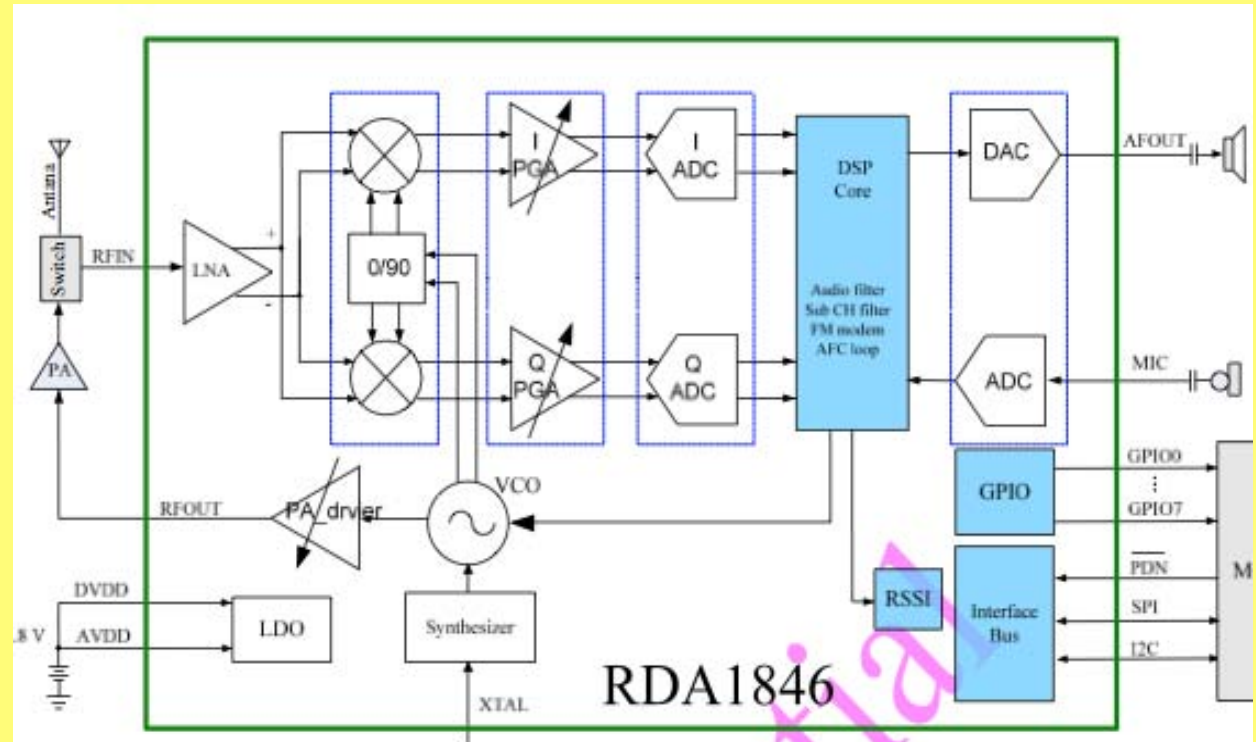 Antana
Switch
RFIN
PA
LNA
+
-
0/90
I
PGA
Q
PGA
I
ADC
Q
ADC
DSP
Core
Audio filter
Sub CH filter
FM modem
AFC loop
DAC
AFOUT
ADC
MIC
RFOUT
PA_drvier
VCO
GPIO
GPIO0
GPIO7
DVDD
AVDD
.8 V
LDO
Synthesizer
XTAL
RSSI
Interface
Bus
PDN
SPI
I2C
M
RDA1846
tial